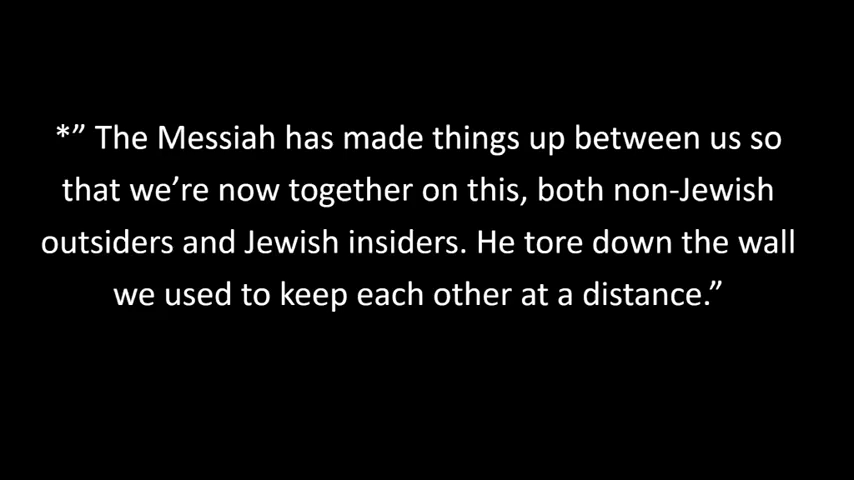 *” The Messiah has made things up between us so
that we’re now together on this, both non-Jewish
outsiders and Jewish insiders. He tore down the wall
we used to keep each other at a distance.”